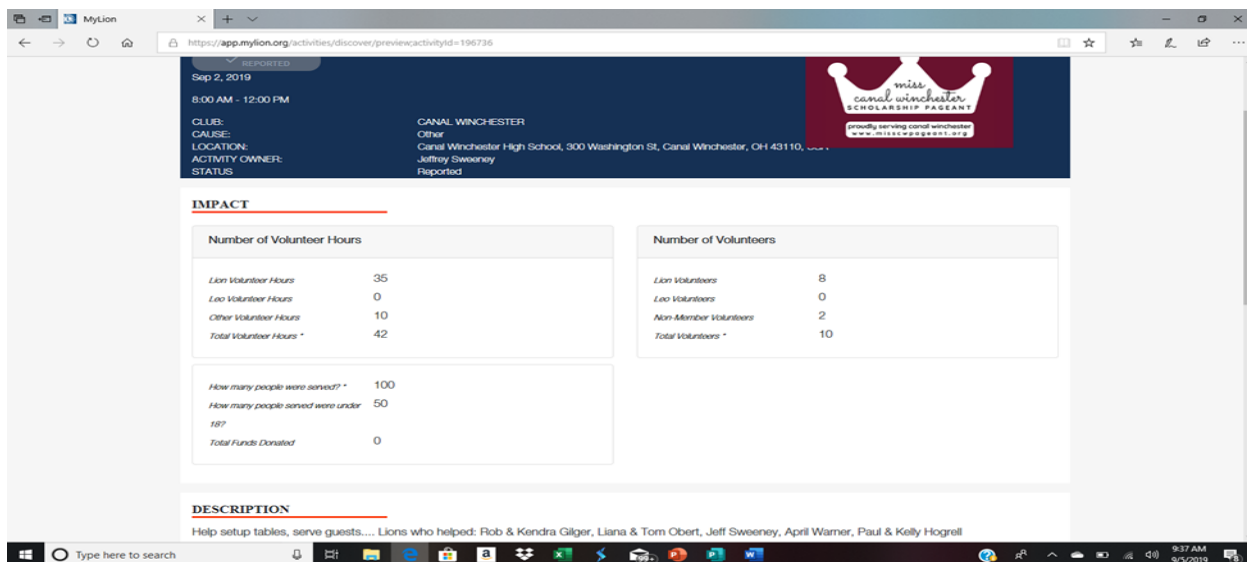 MyLion
https://app.mylion.org/activities/discover/preview;activityId=196736
REPORTED
Sep 2, 2019
8:00 AM - 12:00 PM
miss
canal winchester
SCHOLARSHIP PAGEANT
proudly serving canal winchester
www.misscwpageant.org
CLUB: CANAL WINCHESTER
CAUSE: Other
LOCATION: Canal Winchester High School, 300 Washington St, Canal Winchester, OH 43110,
ACTIVITY OWNER: Jeffrey Sweeney
STATUS Reported
IMPACT
Number of Volunteer Hours
Lion Volunteer Hours 35
Leo Volunteer Hours 0
Other Volunteer Hours 10
Total Volunteer Hours * 42
Number of Volunteers
Lion Volunteers 8
Leo Volunteers 0
Non-Member Volunteers 2
Total Volunteers * 10
How many people were served? * 100
How many people served were under 50
18?
Total Funds Donated 0
DESCRIPTION
Help setup tables, serve guests.... Lions who helped: Rob & Kendra Gilger, Liana & Tom Obert, Jeff Sweeney, April Warner, Paul & Kelly Hogrell
Type here to search
99+
9:37 AM
9/5/2019